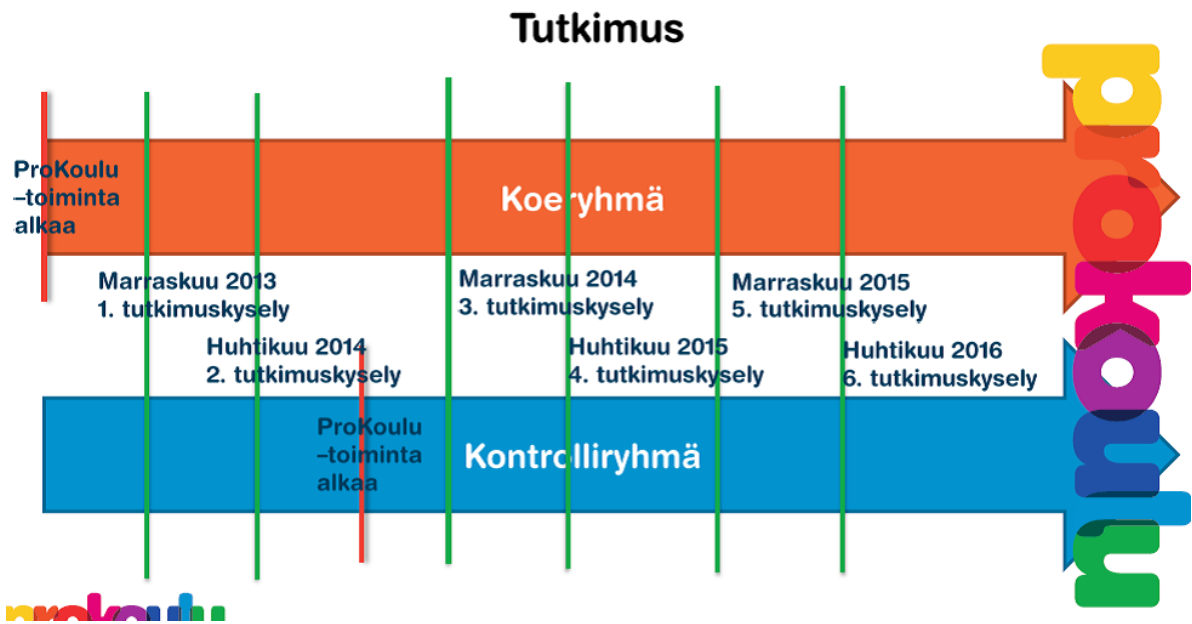 Tutkimus
ProKoulu
–toiminta
alkaa
Koeryhmä
Marraskuu 2013
1. tutkimuskysely
Huhtikuu 2014
2. tutkimuskysely
Marraskuu 2014
3. tutkimuskysely
Huhtikuu 2015
4. tutkimuskysely
Marraskuu 2015
5. tutkimuskysely
Huhtikuu 2016
6. tutkimuskysely
ProKoulu
–toiminta
alkaa
Kontrolliryhmä
prokoulu
prokoulu